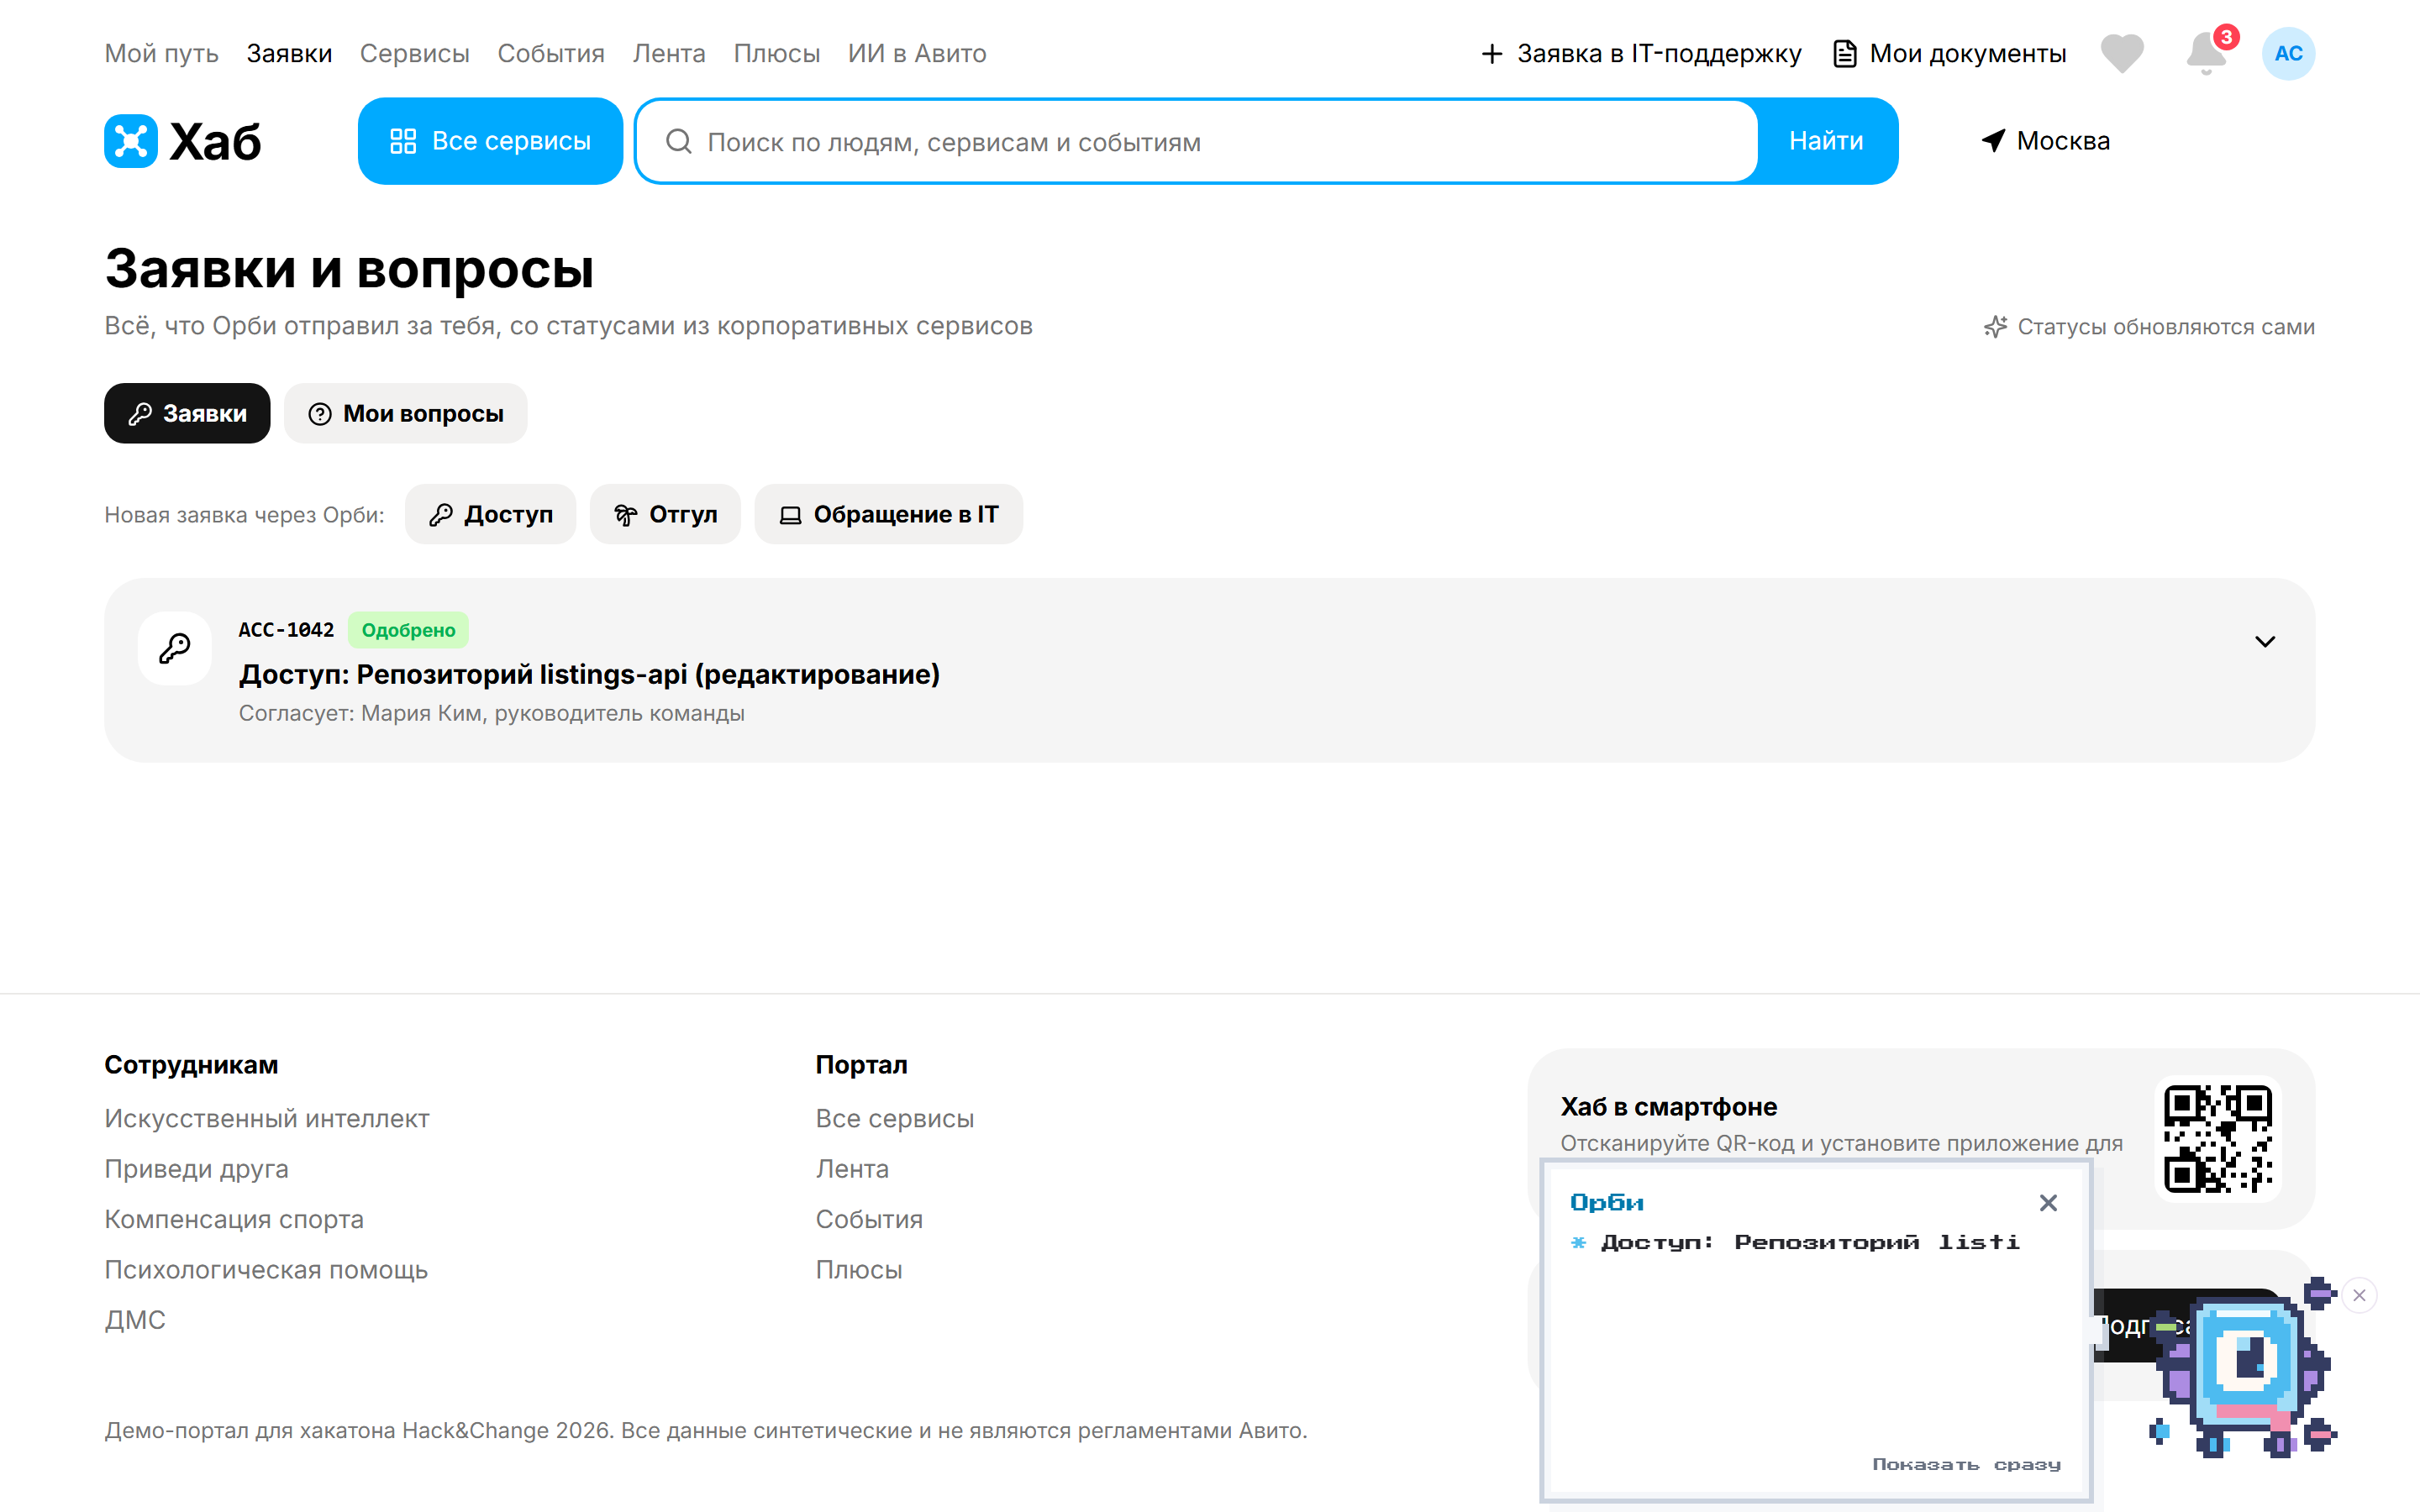 Мой путь Заявки Сервисы События Лента Плюсы ИИ в Авито
Заявка в IT-поддержку Мои документы 3 АС
Хаб Все сервисы Поиск по людям, сервисам и событиям Найти Москва
Заявки и вопросы
Всё, что Орби отправил за тебя, со статусами из корпоративных сервисов
Статусы обновляются сами
Заявки Мои вопросы
Новая заявка через Орби: Доступ Отгул Обращение в IT
ACC-1042 Одобрено
Доступ: Репозиторий listings-api (редактирование)
Согласует: Мария Ким, руководитель команды
Сотрудникам
Искусственный интеллект
Приведи друга
Компенсация спорта
Психологическая помощь
ДМС
Портал
Все сервисы
Лента
События
Плюсы
Хаб в смартфоне
Отсканируйте QR-код и установите приложение для
Орби
* Доступ: Репозиторий listi
Показать сразу
Демо-портал для хакатона Hack&Change 2026. Все данные синтетические и не являются регламентами Авито.